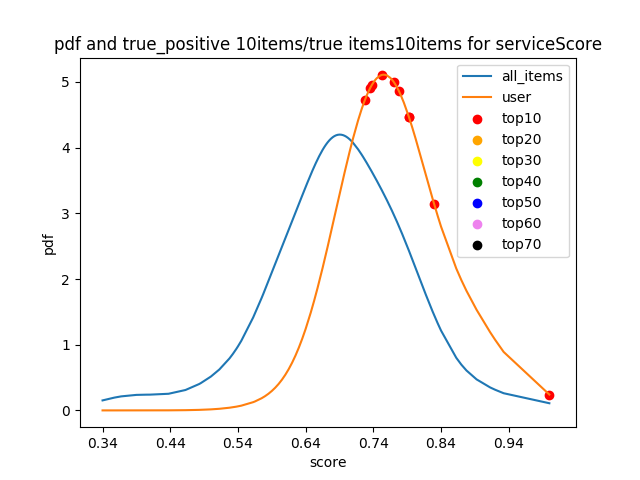 pdf and true_positive 10items/true items10items for serviceScore
all_items
user
top10
top20
top30
top40
top50
top60
top70
pdf
5
4
3
2
1
0
0.34 0.44 0.54 0.64 0.74 0.84 0.94
score